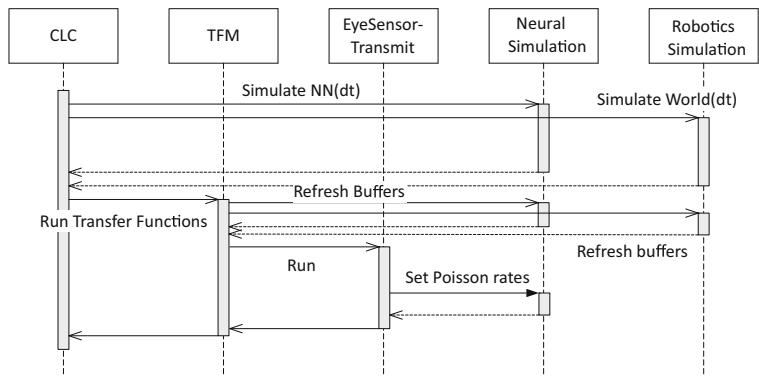 CLC
TFM
EyeSensor-
Transmit
Neural
Simulation
Robotics
Simulation
Simulate NN(dt)
Simulate World(dt)
Refresh Buffers
Run Transfer Functions
Refresh buffers
Run
Set Poisson rates